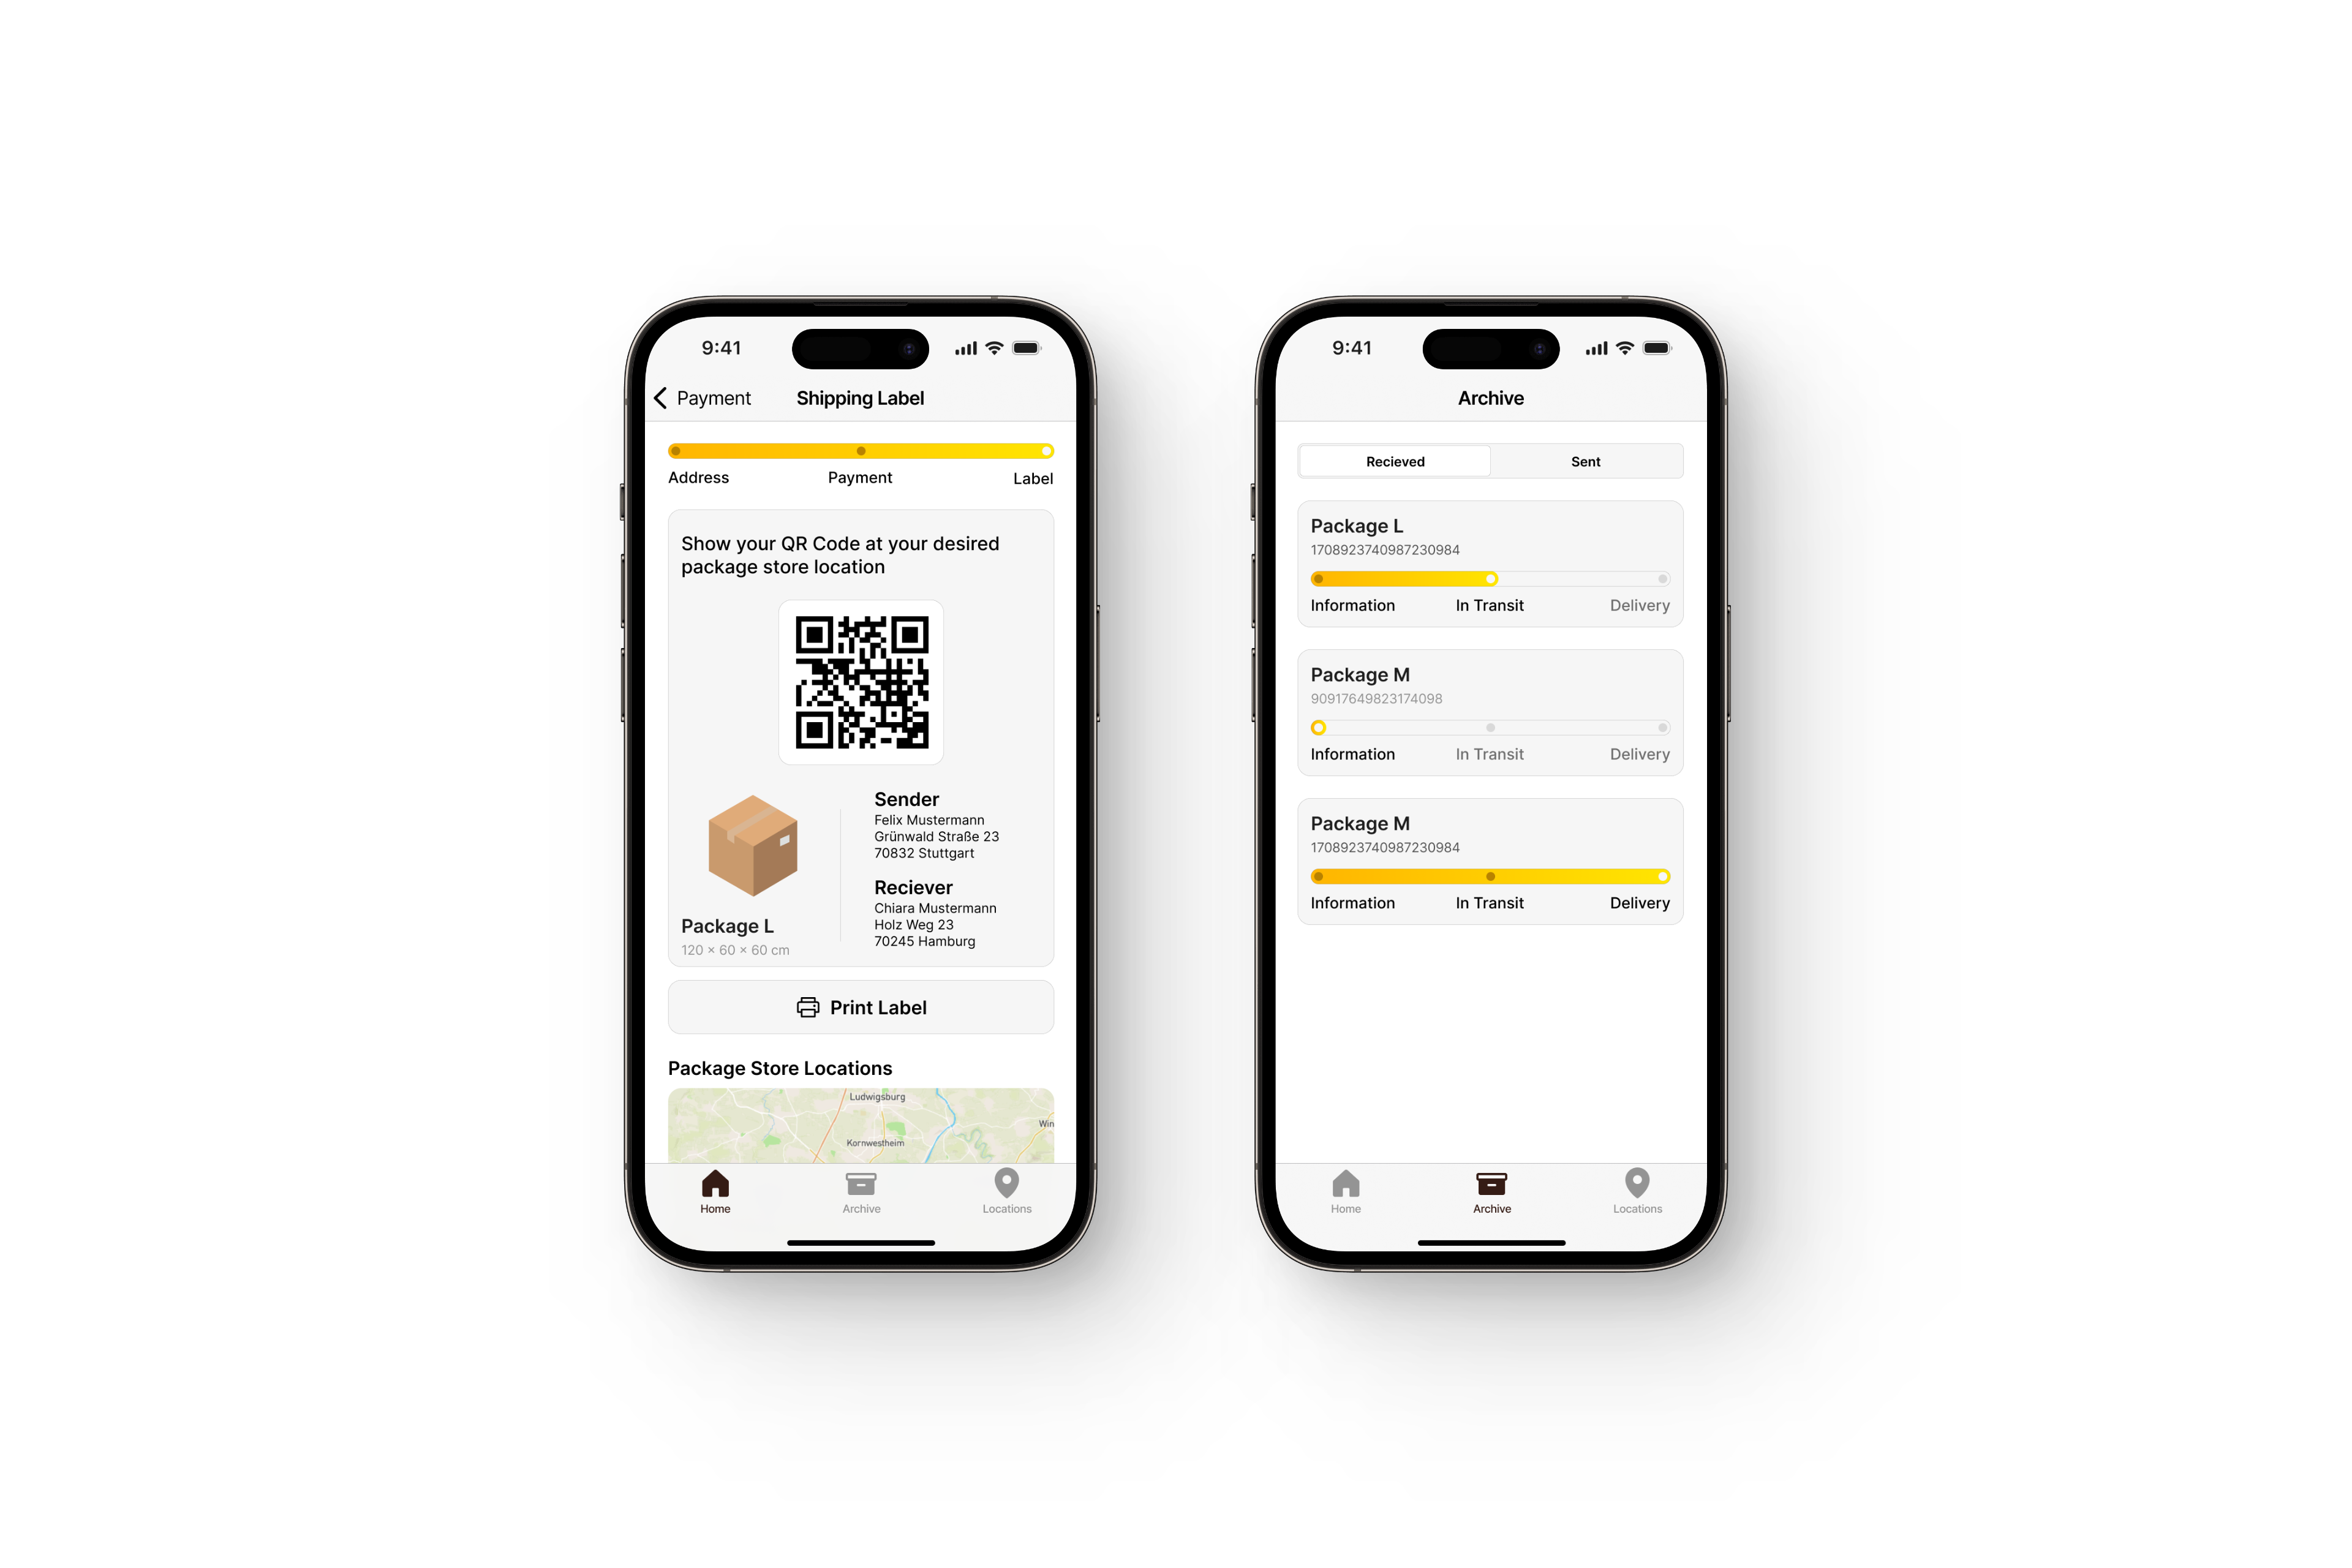 9:41
Payment
Shipping Label
Address
Payment
Label
Show your QR Code at your desired
package store location
Sender
Felix Mustermann
Grünwald Straße 23
70832 Stuttgart
Reciever
Chiara Mustermann
Holz Weg 23
70245 Hamburg
Package L
120 × 60 × 60 cm
Print Label
Package Store Locations
Ludwigsburg
Win
Kornwestheim
Home
Archive
Locations
9:41
Archive
Recieved
Sent
Package L
1708923740987230984
Information
In Transit
Delivery
Package M
90917649823174098
Information
In Transit
Delivery
Package M
1708923740987230984
Information
In Transit
Delivery
Home
Archive
Locations